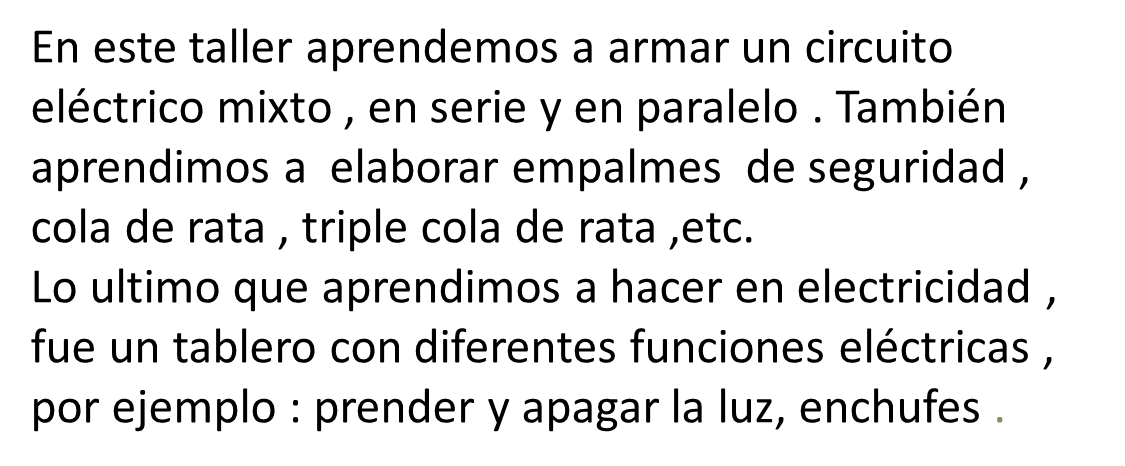 En este taller aprendemos a armar un circuito
eléctrico mixto , en serie y en paralelo . También
aprendimos a  elaborar empalmes  de seguridad ,
cola de rata , triple cola de rata ,etc.
Lo ultimo que aprendimos a hacer en electricidad ,
fue un tablero con diferentes funciones eléctricas ,
por ejemplo : prender y apagar la luz, enchufes .